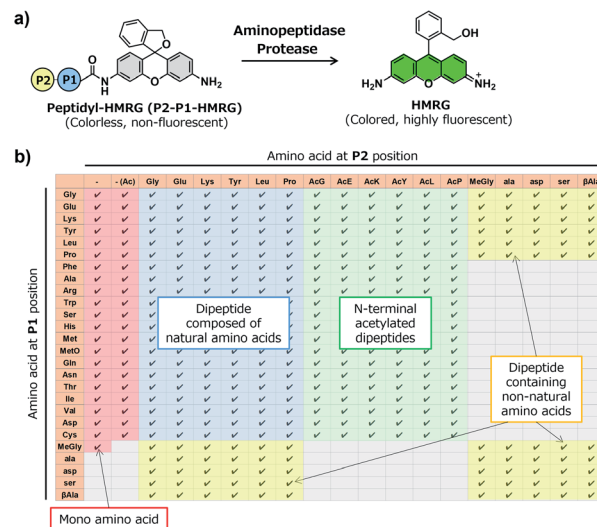 a)
Aminopeptidase
Protease
O
OH
P2 P1
O
N
H
O
NH₂
H₂N
O
NH₂
+
Peptidyl-HMRG (P2-P1-HMRG)
(Colorless, non-fluorescent)
HMRG
(Colored, highly fluorescent)
b)
Amino acid at P2 position
- - (Ac) Gly Glu Lys Tyr Leu Pro AcG AcE AcK AcY AcL AcP MeGly ala asp ser βAla
Amino acid at P1 position
Gly ✓ ✓ ✓ ✓ ✓ ✓ ✓ ✓ ✓ ✓ ✓ ✓ ✓ ✓ ✓ ✓ ✓ ✓ ✓
Glu ✓ ✓ ✓ ✓ ✓ ✓ ✓ ✓ ✓ ✓ ✓ ✓ ✓ ✓ ✓ ✓ ✓ ✓ ✓
Lys ✓ ✓ ✓ ✓ ✓ ✓ ✓ ✓ ✓ ✓ ✓ ✓ ✓ ✓ ✓ ✓ ✓ ✓ ✓
Tyr ✓ ✓ ✓ ✓ ✓ ✓ ✓ ✓ ✓ ✓ ✓ ✓ ✓ ✓ ✓ ✓ ✓ ✓ ✓
Leu ✓ ✓ ✓ ✓ ✓ ✓ ✓ ✓ ✓ ✓ ✓ ✓ ✓ ✓ ✓ ✓ ✓ ✓ ✓
Pro ✓ ✓ ✓ ✓ ✓ ✓ ✓ ✓ ✓ ✓ ✓ ✓ ✓ ✓ ✓ ✓ ✓ ✓ ✓
Phe
Ala
Arg
Trp
Ser
His
Met
MetO
Gln
Asn
Thr
Ile
Val
Asp
Cys
MeGly
ala
asp
ser
βAla
Dipeptide
composed of
natural amino acids
N-terminal
acetylated
dipeptides
Dipeptide
containing
non-natural
amino acids
Mono amino acid